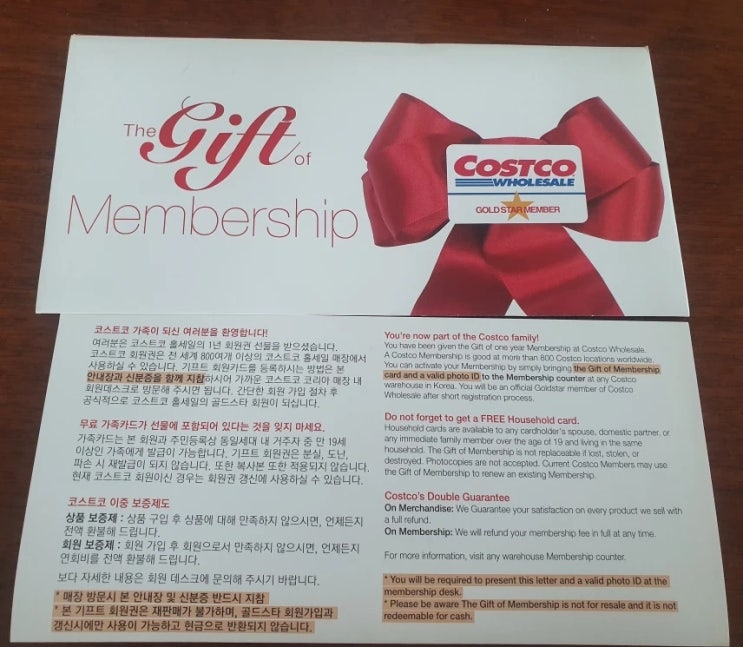 The Gift of
Membership
COSTCO
WHOLESALE
GOLD STAR MEMBER
코스트코 가족이 되신 여러분을 환영합니다!
여러분은 코스트코 홀세일의 1년 회원권 선물을 받으셨습니다.
코스트코 회원권은 전 세계 800여개 이상의 코스트코 홀세일 매장에서
사용하실 수 있습니다. 기프트 회원카드를 등록하시는 방법은 본
안내장과 신분증을 함께 지참하시어 가까운 코스트코 코리아 매장 내
회원데스크로 방문해 주시면 됩니다. 간단한 회원 가입 절차 후
공식적으로 코스트코 홀세일의 골드스타 회원이 되십니다.
무료 가족카드가 선물에 포함되어 있다는 것을 잊지 마세요.
가족카드는 본 회원과 주민등록상 동일세대 내 거주자 중 만 19세
이상인 가족에게 발급이 가능합니다. 기프트 회원권은 분실, 도난,
파손 시 재발급이 되지 않습니다. 또한 복사본 또한 적용되지 않습니다.
현재 코스트코 회원이신 경우는 회원권 갱신에 사용하실 수 있습니다.
코스트코 이중 보증제도
상품 보증제 : 상품 구입 후 상품에 대해 만족하지 않으시면, 언제든지
전액 환불해 드립니다.
회원 보증제 : 회원 가입 후 회원으로서 만족하지 않으시면, 언제든지
연회비를 전액 환불해 드립니다.
보다 자세한 내용은 회원 데스크에 문의해 주시기 바랍니다.
* 매장 방문시 본 안내장 및 신분증 반드시 지참
* 본 기프트 회원권은 재판매가 불가하며, 골드스타 회원가입과
갱신시에만 사용이 가능하고 현금으로 반환되지 않습니다.
You're now part of the Costco family!
You have been given the Gift of one year Membership at Costco Wholesale.
A Costco Membership is good at more than 800 Costco locations worldwide.
You can activate your Membership by simply bringing the Gift of Membership
card and a valid photo ID to the Membership counter at any Costco
warehouse in Korea. You will be an official Goldstar member of Costco
Wholesale after short registration process.
Do not forget to get a FREE Household card.
Household cards are available to any cardholder's spouse, domestic partner, or
any immediate family member over the age of 19 and living in the same
household. The Gift of Membership is not replaceable if lost, stolen, or
destroyed. Photocopies are not accepted. Current Costco Members may use
the Gift of Membership to renew an existing Membership.
Costco's Double Guarantee
On Merchandise: We Guarantee your satisfaction on every product we sell with
a full refund.
On Membership: We will refund your membership fee in full at any time.
For more information, visit any warehouse Membership counter.
* You will be required to present this letter and a valid photo ID at the
membership desk.
* Please be aware The Gift of Membership is not for resale and it is not
redeemable for cash.